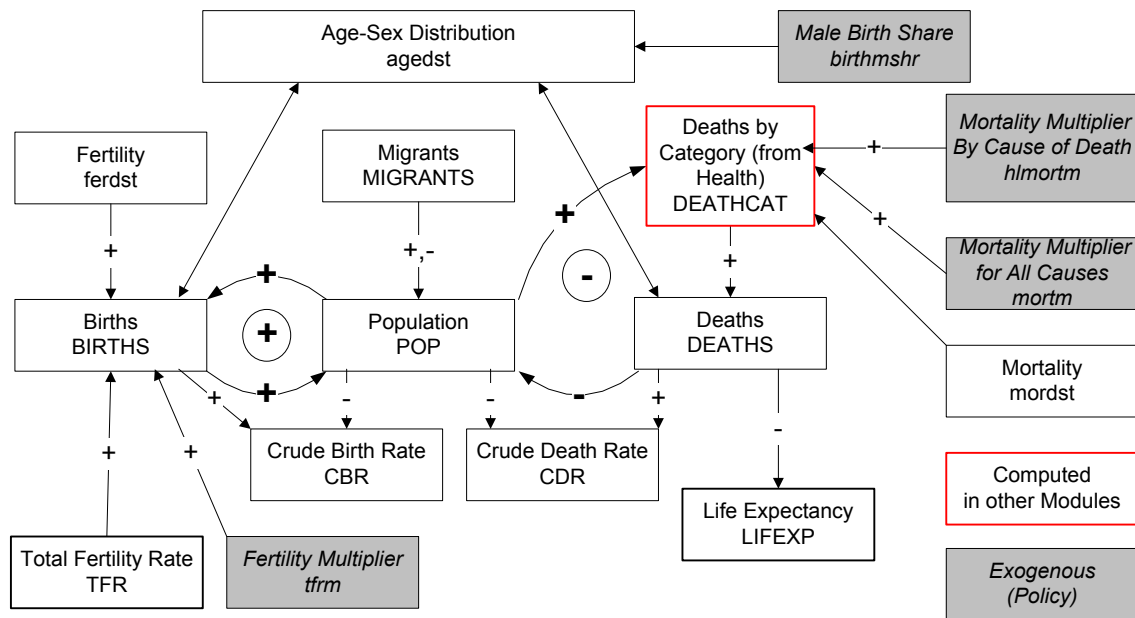 Age-Sex Distribution
agedst
Male Birth Share
birthmshr
Fertility
ferdst
Migrants
MIGRANTS
Deaths by
Category (from
Health)
DEATHCAT
Mortality Multiplier
By Cause of Death
hlmortm
+
+
+
+
+,-
+
-
+
Mortality Multiplier
for All Causes
mortm
Births
BIRTHS
+
Population
POP
Deaths
DEATHS
+
-
Mortality
mordst
+
-
-
+
-
Crude Birth Rate
CBR
Crude Death Rate
CDR
+
+
Life Expectancy
LIFEXP
Computed
in other Modules
Total Fertility Rate
TFR
Fertility Multiplier
tfrm
Exogenous
(Policy)